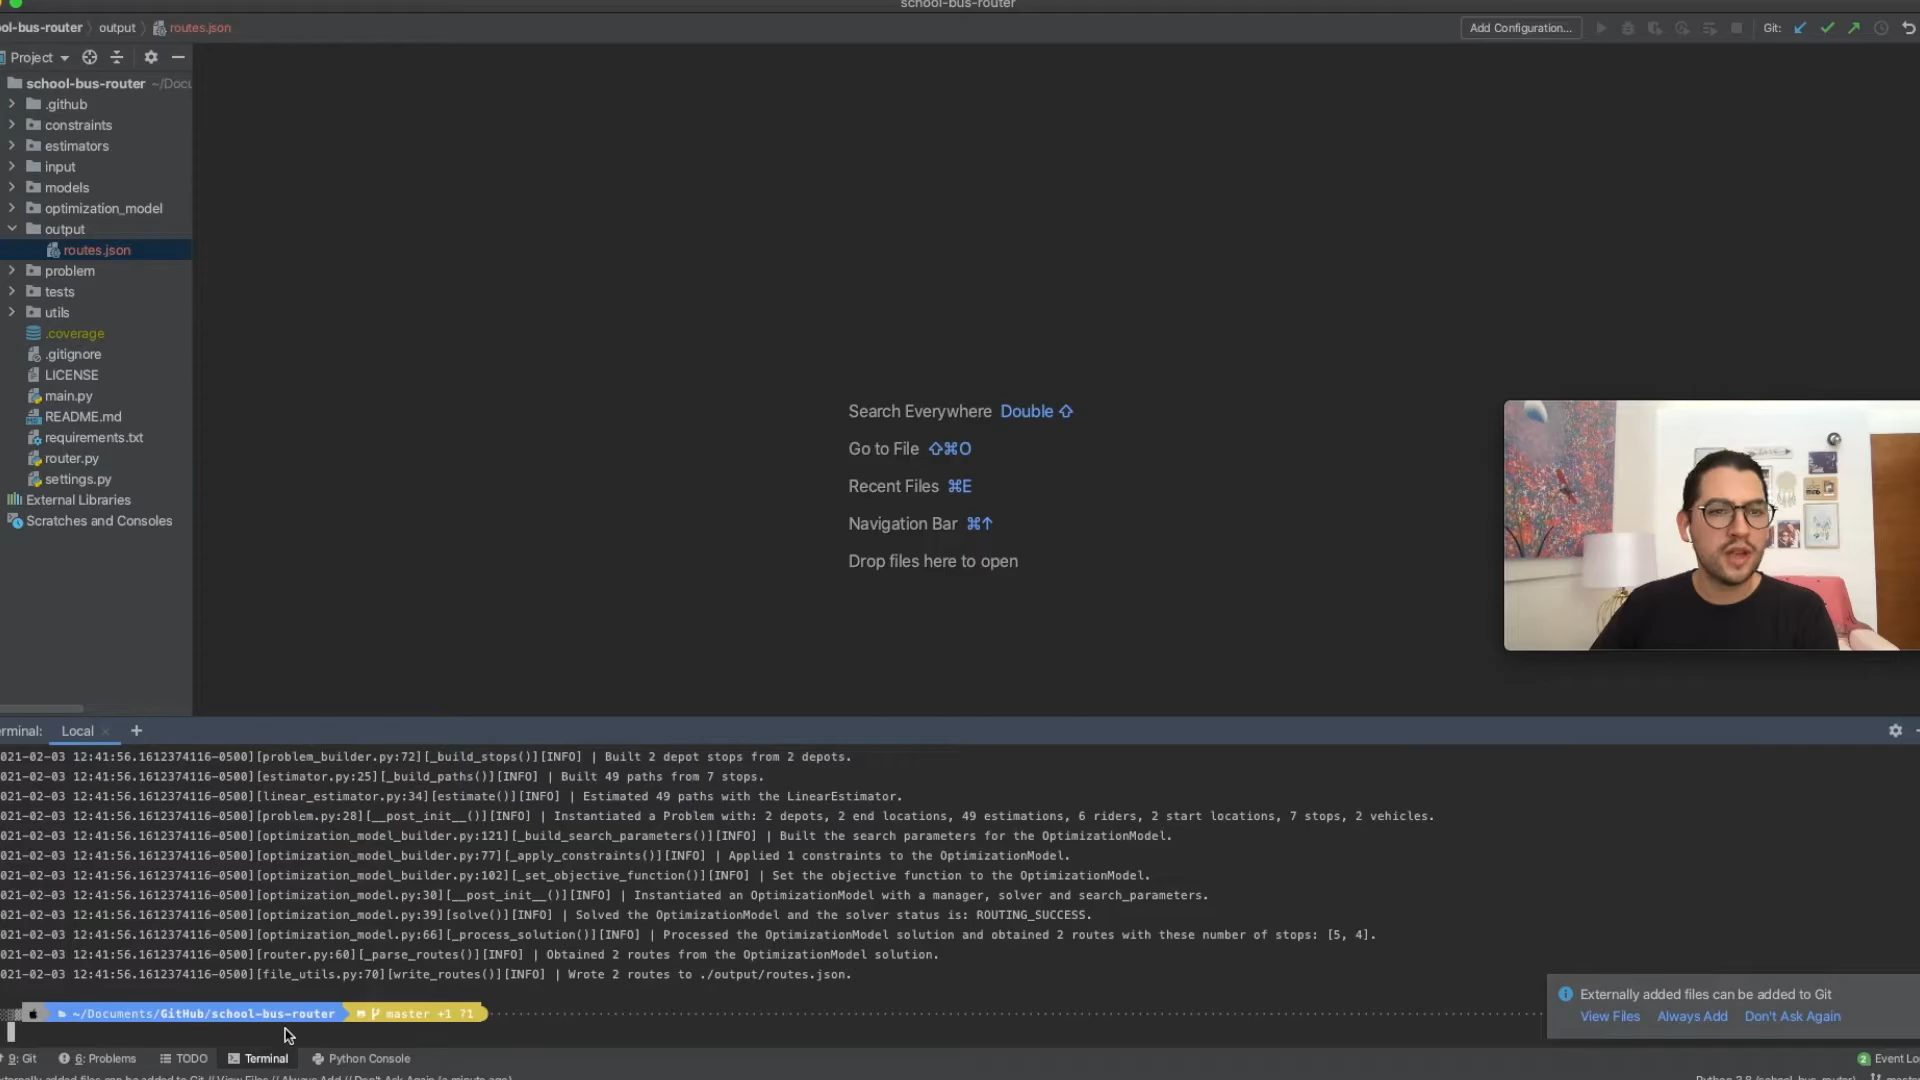 school-bus-router
ol-bus-router output routes.json
Add Configuration... Git:
Project
school-bus-router ~/Docu
.github
constraints
estimators
input
models
optimization_model
output
routes.json
problem
tests
utils
.coverage
.gitignore
LICENSE
main.py
README.md
requirements.txt
router.py
settings.py
External Libraries
Scratches and Consoles
Search Everywhere Double ⇧
Go to File ⇧⌘O
Recent Files ⌘E
Navigation Bar ⌘↑
Drop files here to open
erminal: Local × +
021-02-03 12:41:56.1612374116-0500][problem_builder.py:72][_build_stops()][INFO] | Built 2 depot stops from 2 depots.
021-02-03 12:41:56.1612374116-0500][estimator.py:25][_build_paths()][INFO] | Built 49 paths from 7 stops.
021-02-03 12:41:56.1612374116-0500][linear_estimator.py:34][estimate()][INFO] | Estimated 49 paths with the LinearEstimator.
021-02-03 12:41:56.1612374116-0500][problem.py:28][__post_init__()][INFO] | Instantiated a Problem with: 2 depots, 2 end locations, 49 estimations, 6 riders, 2 start locations, 7 stops, 2 vehicles.
021-02-03 12:41:56.1612374116-0500][optimization_model_builder.py:121][_build_search_parameters()][INFO] | Built the search parameters for the OptimizationModel.
021-02-03 12:41:56.1612374116-0500][optimization_model_builder.py:77][_apply_constraints()][INFO] | Applied 1 constraints to the OptimizationModel.
021-02-03 12:41:56.1612374116-0500][optimization_model_builder.py:102][_set_objective_function()][INFO] | Set the objective function to the OptimizationModel.
021-02-03 12:41:56.1612374116-0500][optimization_model.py:30][__post_init__()][INFO] | Instantiated an OptimizationModel with a manager, solver and search_parameters.
021-02-03 12:41:56.1612374116-0500][optimization_model.py:39][solve()][INFO] | Solved the OptimizationModel and the solver status is: ROUTING_SUCCESS.
021-02-03 12:41:56.1612374116-0500][optimization_model.py:66][_process_solution()][INFO] | Processed the OptimizationModel solution and obtained 2 routes with these number of stops: [5, 4].
021-02-03 12:41:56.1612374116-0500][router.py:60][_parse_routes()][INFO] | Obtained 2 routes from the OptimizationModel solution.
021-02-03 12:41:56.1612374116-0500][file_utils.py:70][write_routes()][INFO] | Wrote 2 routes to ./output/routes.json.
~/Documents/GitHub/school-bus-router master +1 ?1
Externally added files can be added to Git
View Files Always Add Don't Ask Again
9: Git 6: Problems TODO Terminal Python Console 2 Event Lo